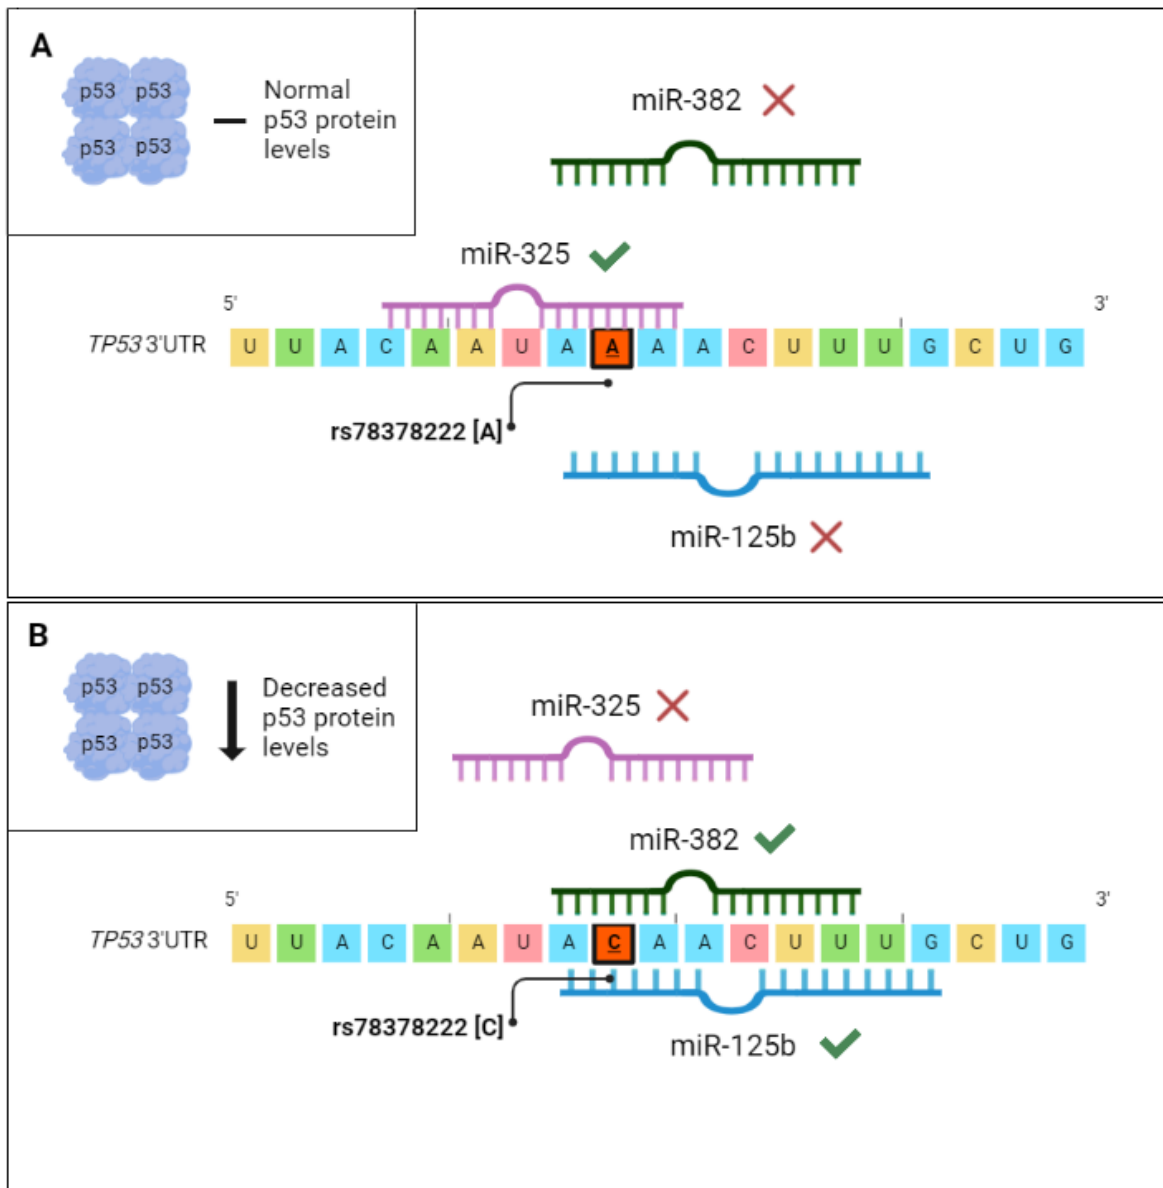 A
p53 p53
p53 p53
Normal
p53 protein
levels
miR-382
miR-325
5' 3'
TP53 3'UTR U U A C A A U A A A A C U U U G C U G
rs78378222 [A]
miR-125b
B
p53 p53
p53 p53
Decreased
p53 protein
levels
miR-325
miR-382
5' 3'
TP53 3'UTR U U A C A A U A C A A C U U U G C U G
rs78378222 [C]
miR-125b